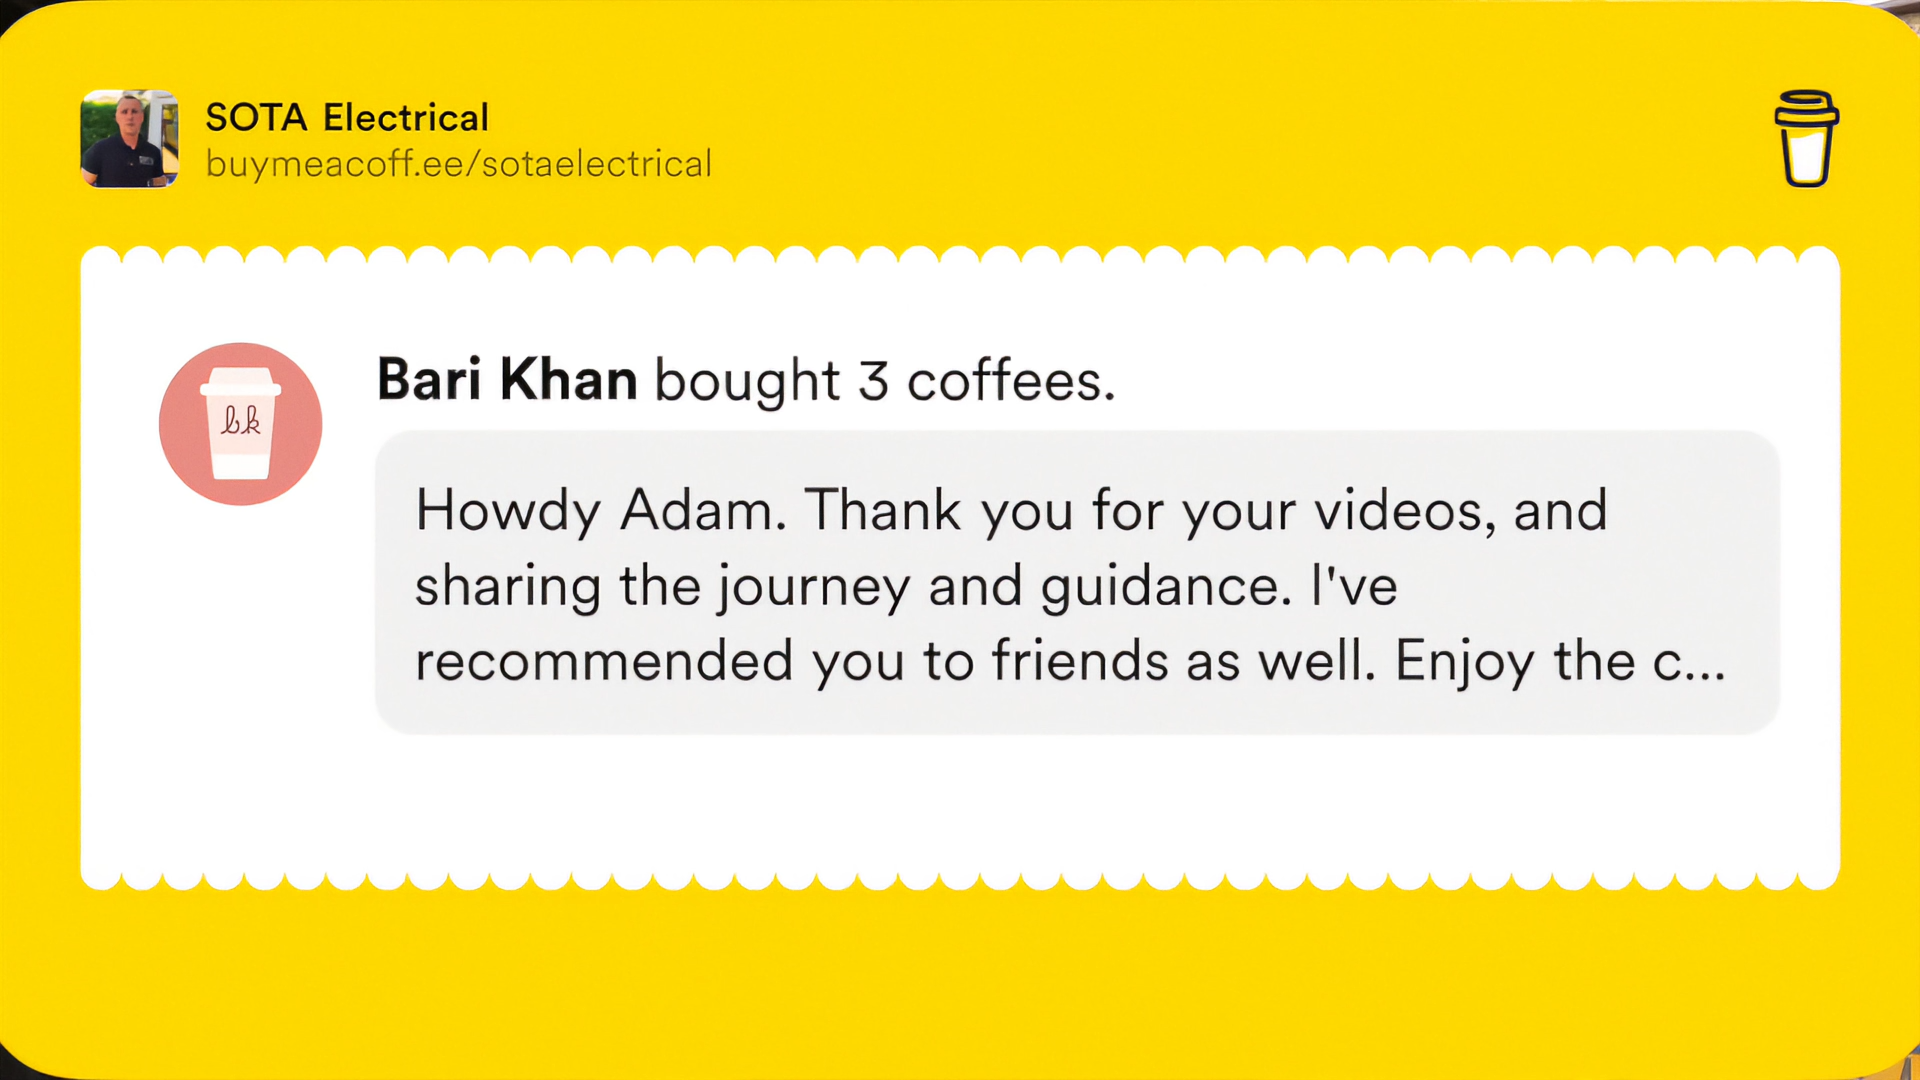 SOTA Electrical
buymeacoff.ee/sotaelectrical
bk
Bari Khan bought 3 coffees.
Howdy Adam. Thank you for your videos, and
sharing the journey and guidance. I've
recommended you to friends as well. Enjoy the c...